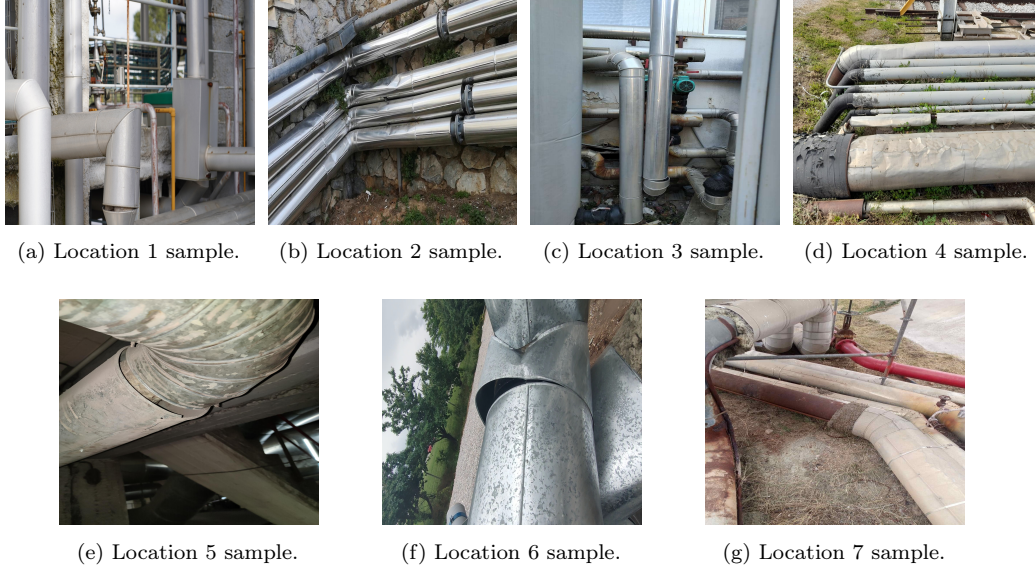 (a) Location 1 sample.
(b) Location 2 sample.
(c) Location 3 sample.
(d) Location 4 sample.
(e) Location 5 sample.
(f) Location 6 sample.
(g) Location 7 sample.